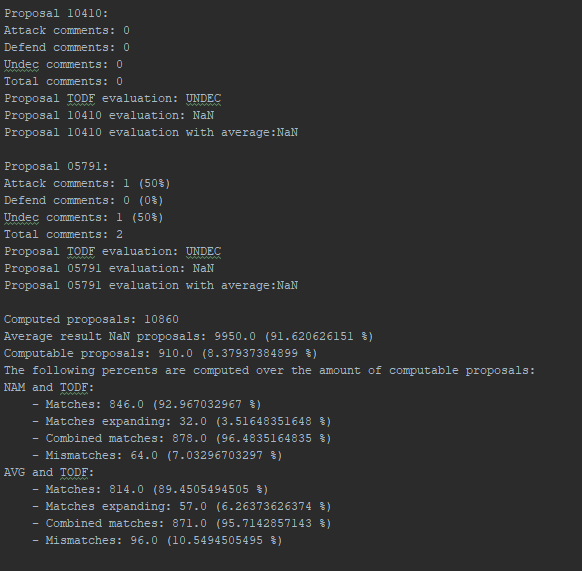 Proposal 10410:
Attack comments: 0
Defend comments: 0
Undec comments: 0
Total comments: 0
Proposal TODF evaluation: UNDEC
Proposal 10410 evaluation: NaN
Proposal 10410 evaluation with average:NaN
Proposal 05791:
Attack comments: 1 (50%)
Defend comments: 0 (0%)
Undec comments: 1 (50%)
Total comments: 2
Proposal TODF evaluation: UNDEC
Proposal 05791 evaluation: NaN
Proposal 05791 evaluation with average:NaN
Computed proposals: 10860
Average result NaN proposals: 9950.0 (91.620626151 %)
Computable proposals: 910.0 (8.37937384899 %)
The following percents are computed over the amount of computable proposals:
NAM and TODF:
- Matches: 846.0 (92.967032967 %)
- Matches expanding: 32.0 (3.51648351648 %)
- Combined matches: 878.0 (96.4835164835 %)
- Mismatches: 64.0 (7.03296703297 %)
AVG and TODF:
- Matches: 814.0 (89.4505494505 %)
- Matches expanding: 57.0 (6.26373626374 %)
- Combined matches: 871.0 (95.7142857143 %)
- Mismatches: 96.0 (10.5494505495 %)